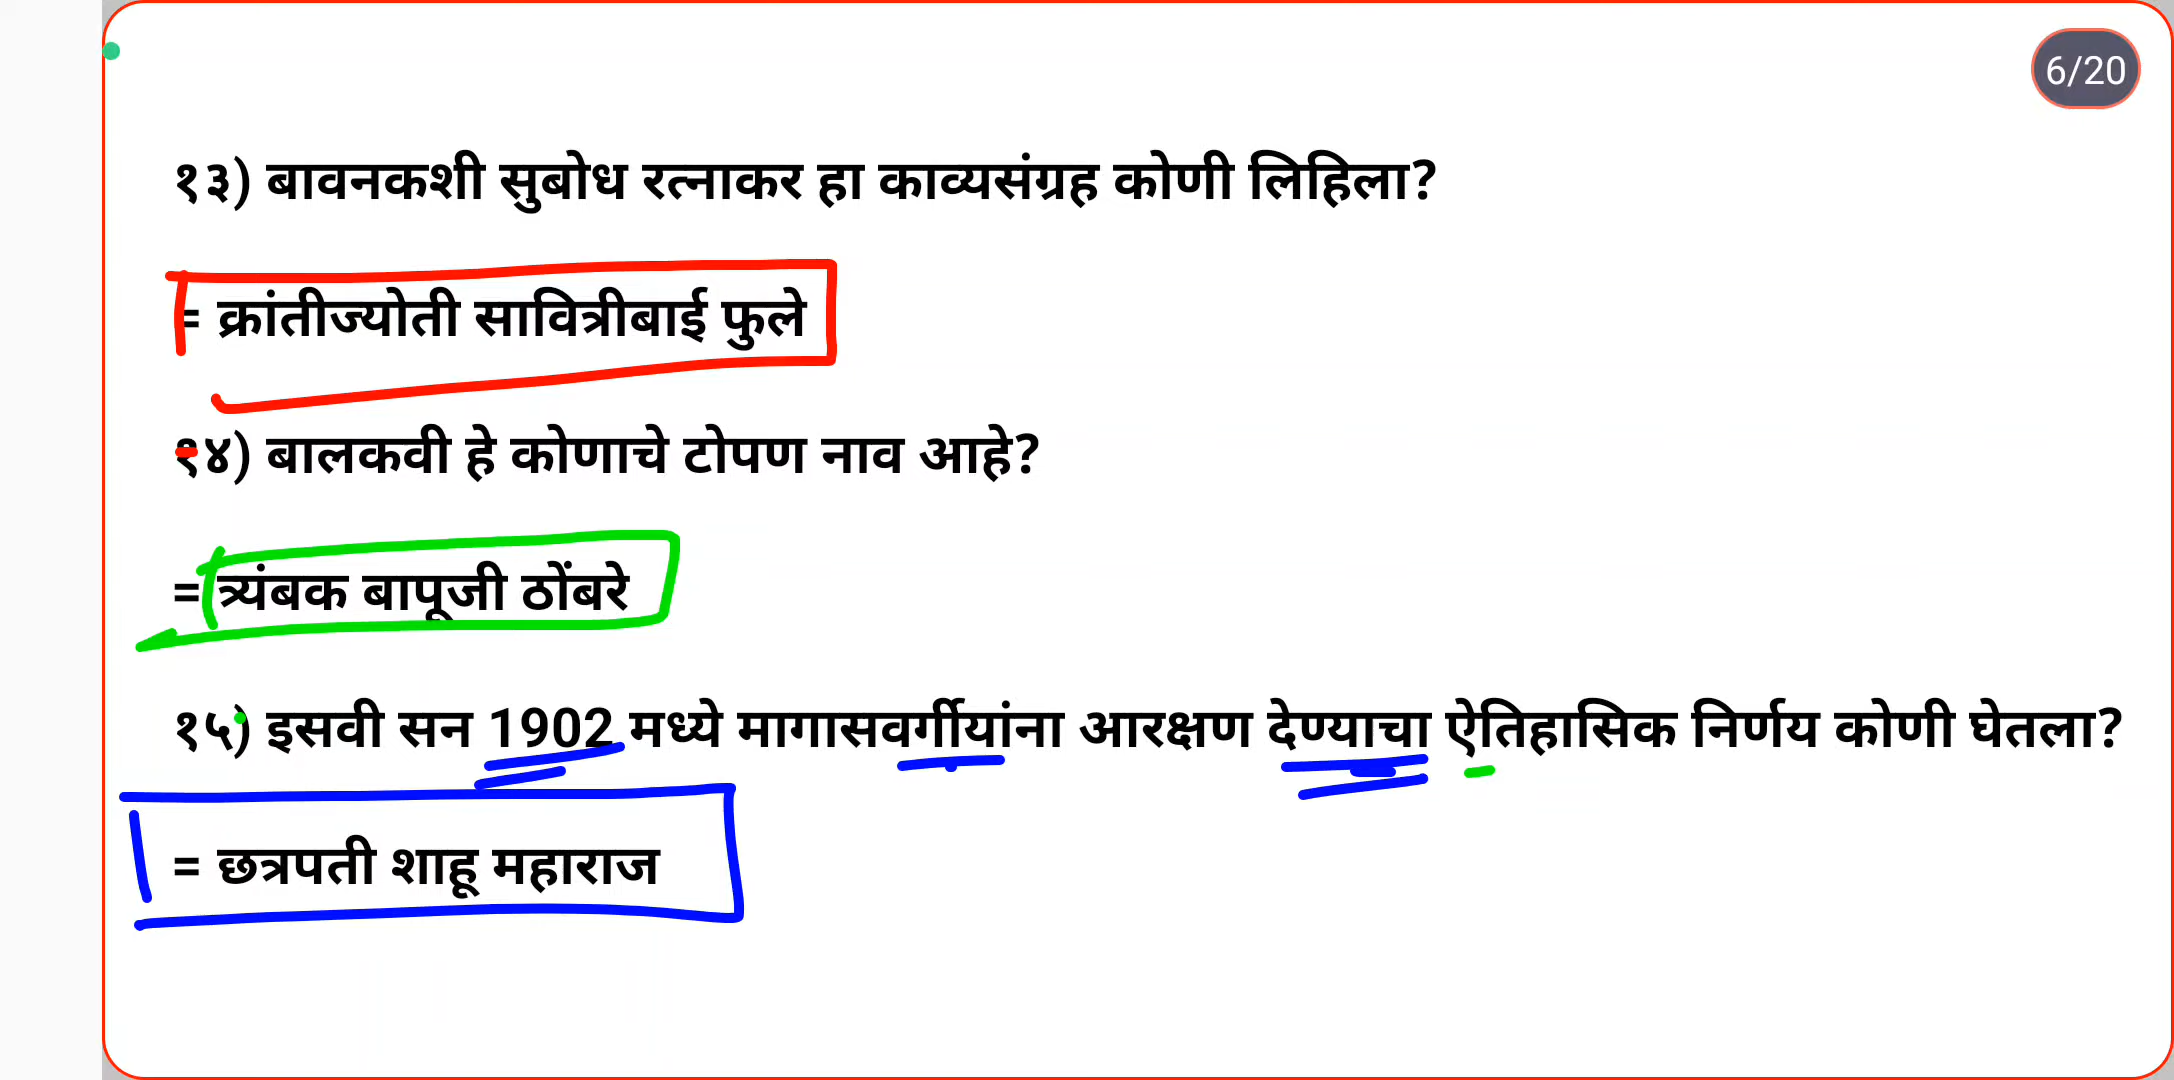 6/20
१३) बावनकशी सुबोध रत्नाकर हा काव्यसंग्रह कोणी लिहिला?
= क्रांतीज्योती सावित्रीबाई फुले
१४) बालकवी हे कोणाचे टोपण नाव आहे?
= त्र्यंबक बापूजी ठोंबरे
१५) इसवी सन 1902 मध्ये मागासवर्गीयांना आरक्षण देण्याचा ऐतिहासिक निर्णय कोणी घेतला?
= छत्रपती शाहू महाराज